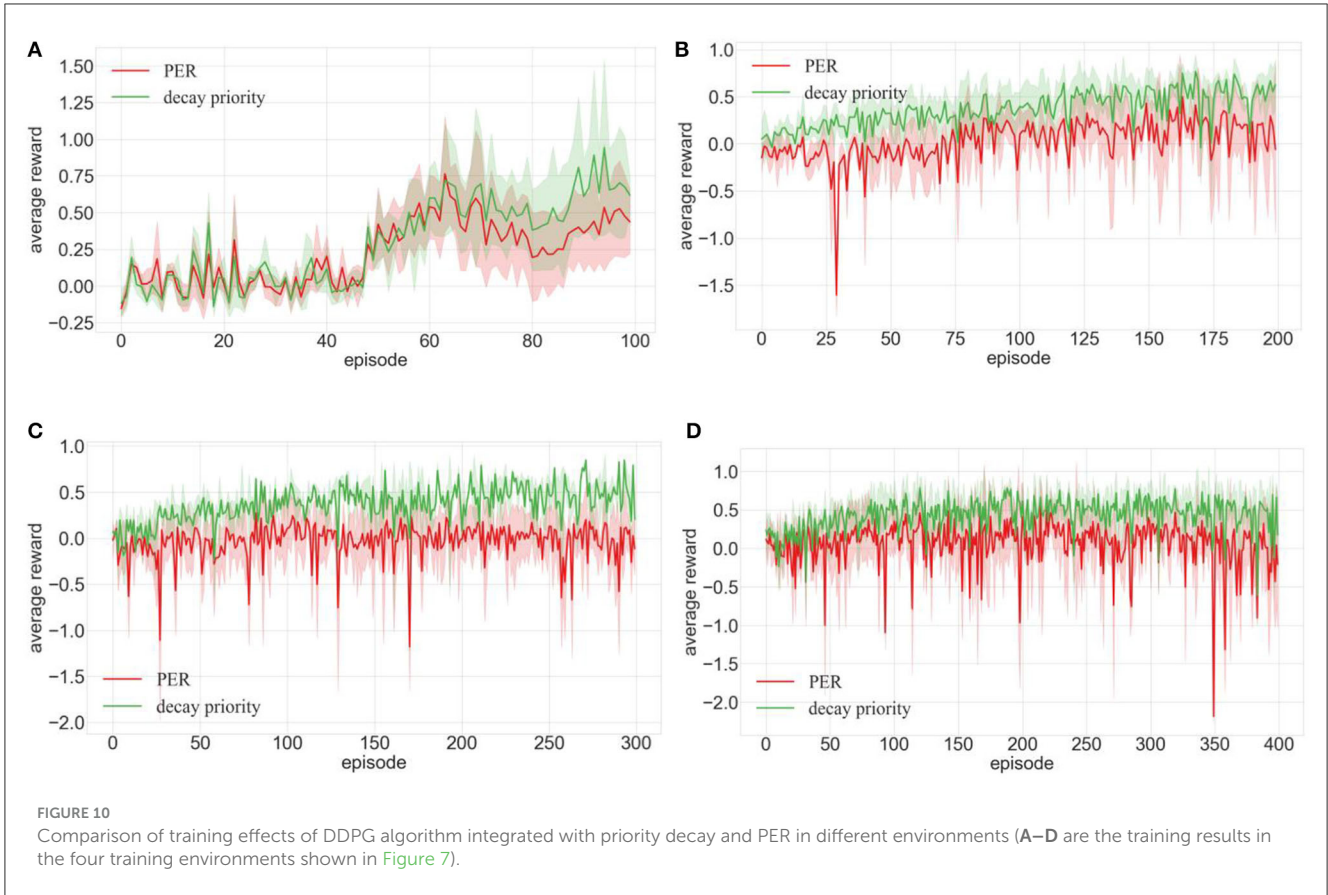 A
1.50
1.25
1.00
0.75
0.50
0.25
0.00
−0.25
average reward
PER
decay priority
0 20 40 60 80 100
episode
B
1.0
0.5
0.0
−0.5
−1.0
−1.5
average reward
PER
decay priority
0 25 50 75 100 125 150 175 200
episode
C
1.0
0.5
0.0
−0.5
−1.0
−1.5
−2.0
average reward
PER
decay priority
0 50 100 150 200 250 300
episode
D
1.0
0.5
0.0
−0.5
−1.0
−1.5
−2.0
average reward
PER
decay priority
0 50 100 150 200 250 300 350 400
episode
FIGURE 10
Comparison of training effects of DDPG algorithm integrated with priority decay and PER in different environments (A–D are the training results in
the four training environments shown in Figure 7).